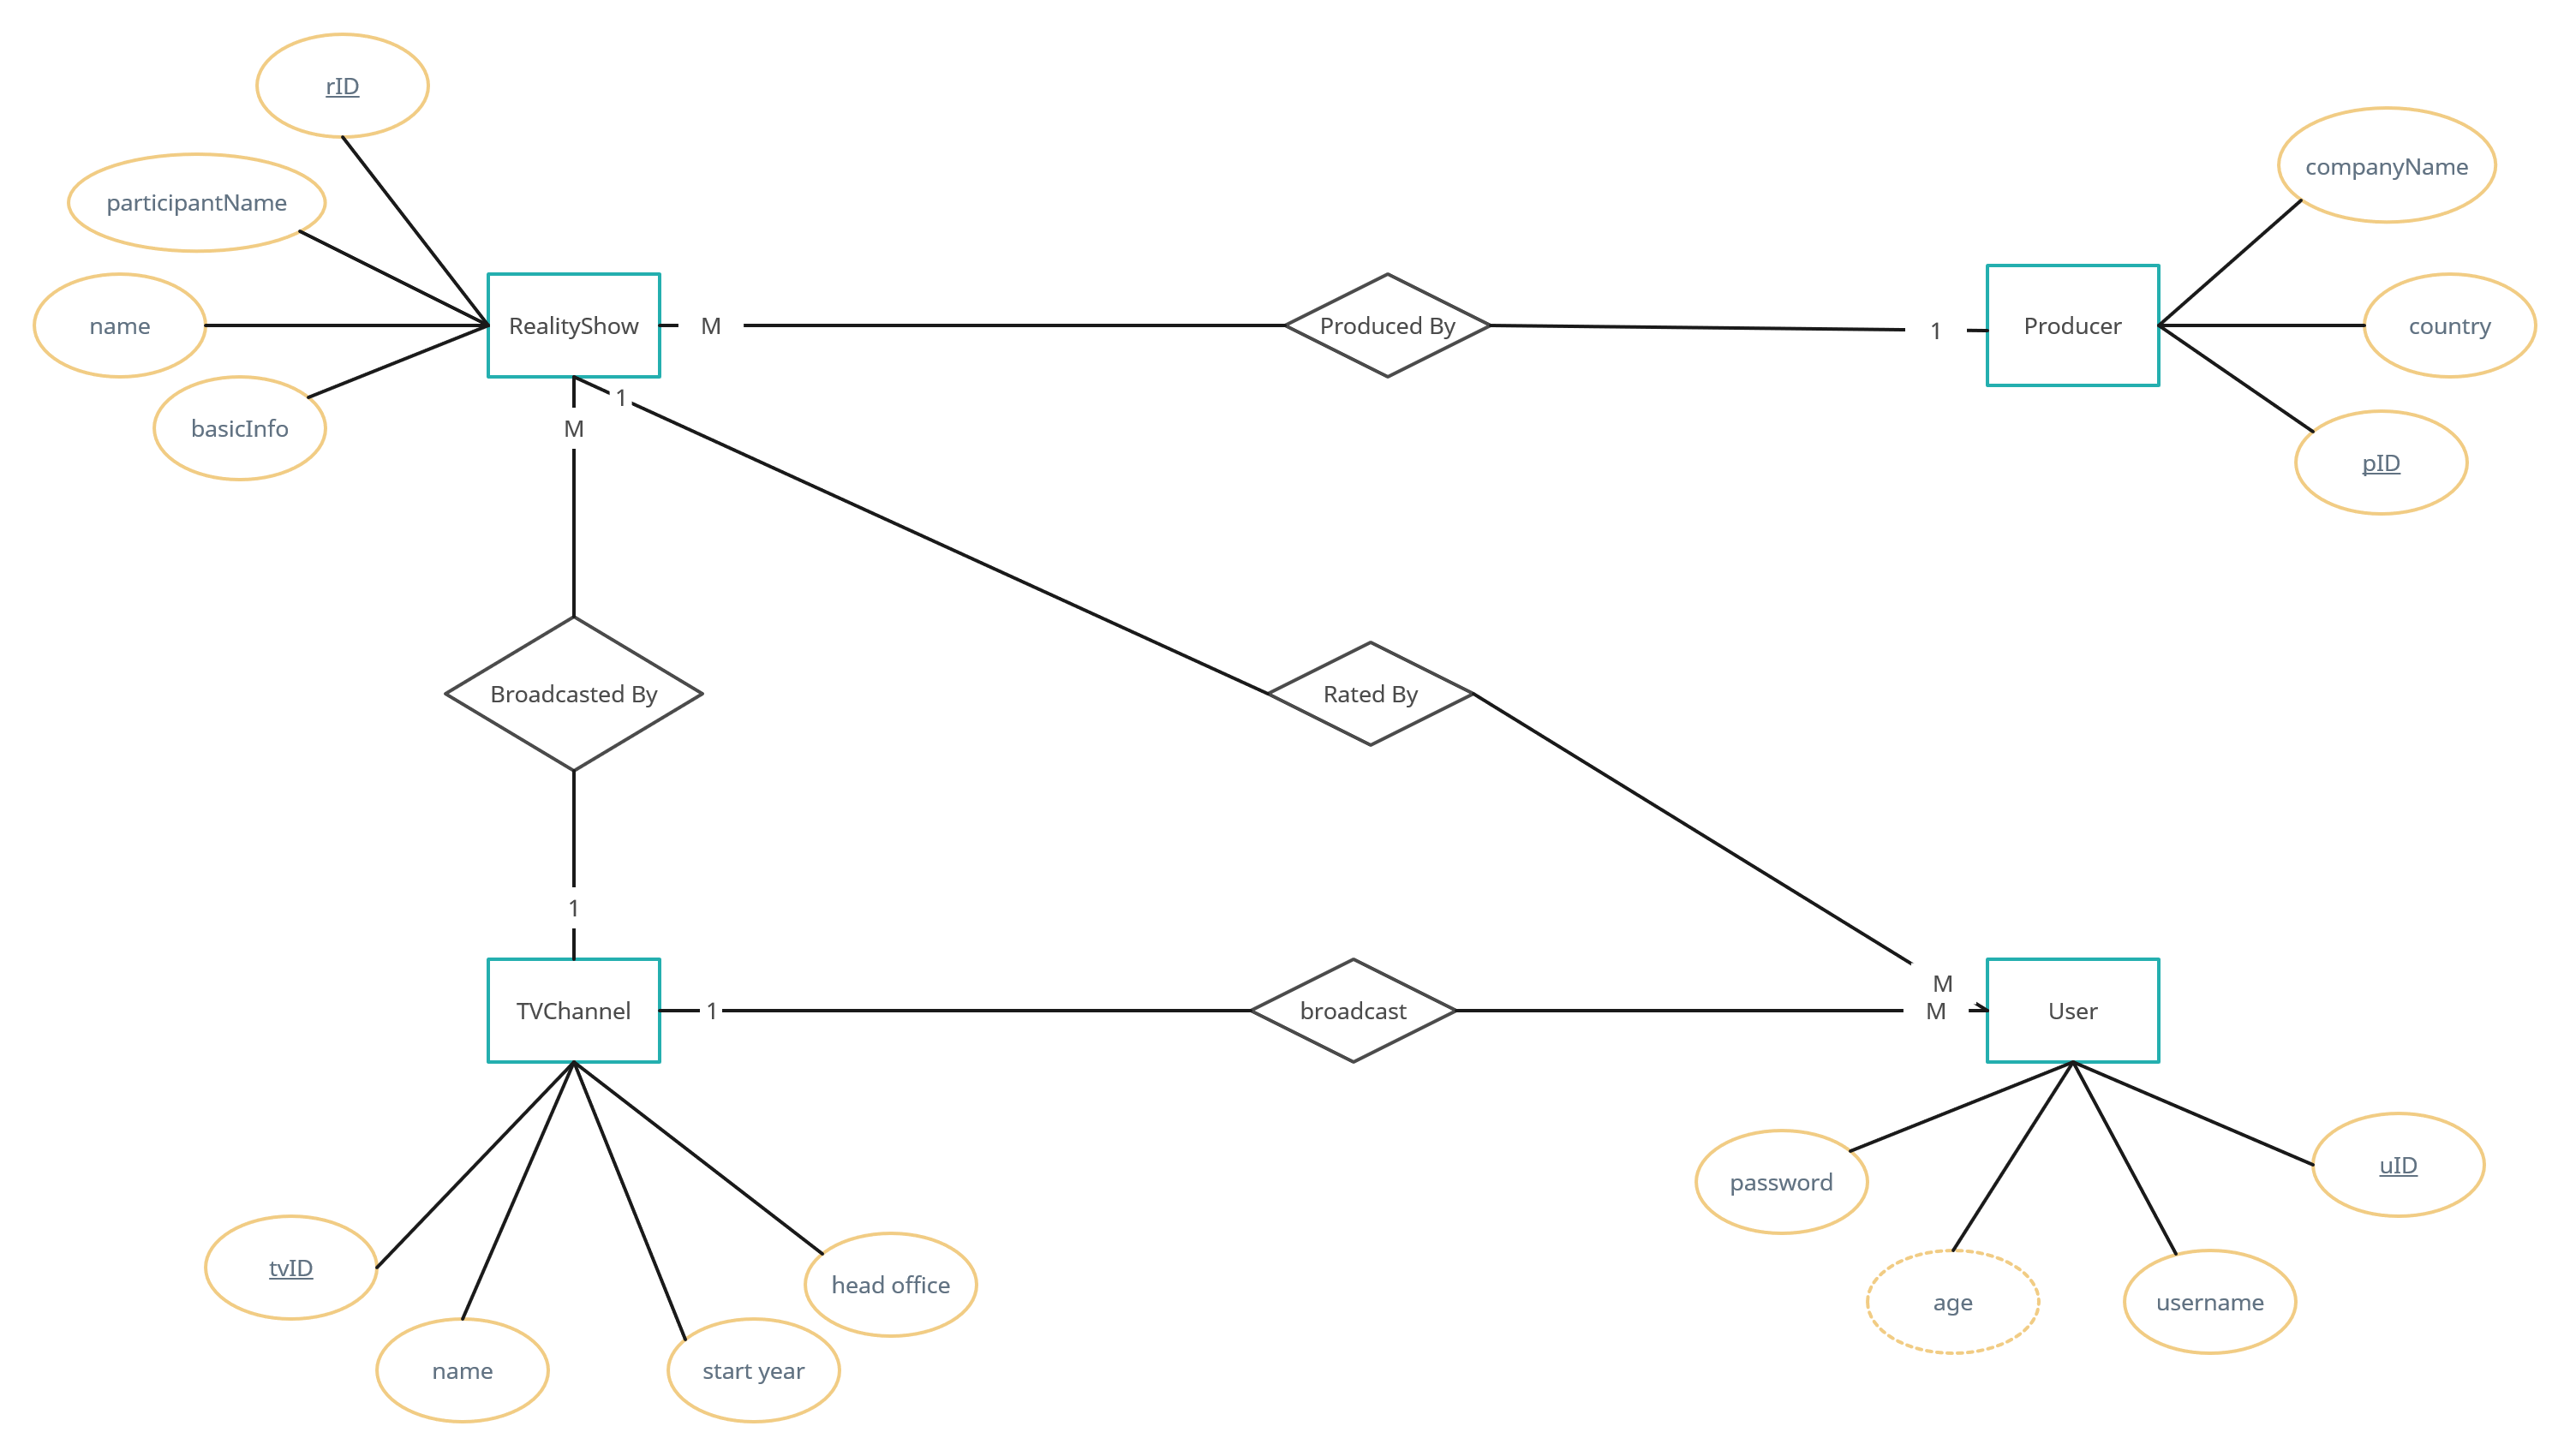 rID
companyName
participantName
name
RealityShow
M
Produced By
1
Producer
country
1
M
basicInfo
pID
Broadcasted By
Rated By
1
M
TVChannel
1
broadcast
M
User
password
uID
tvID
head office
age
username
name
start year